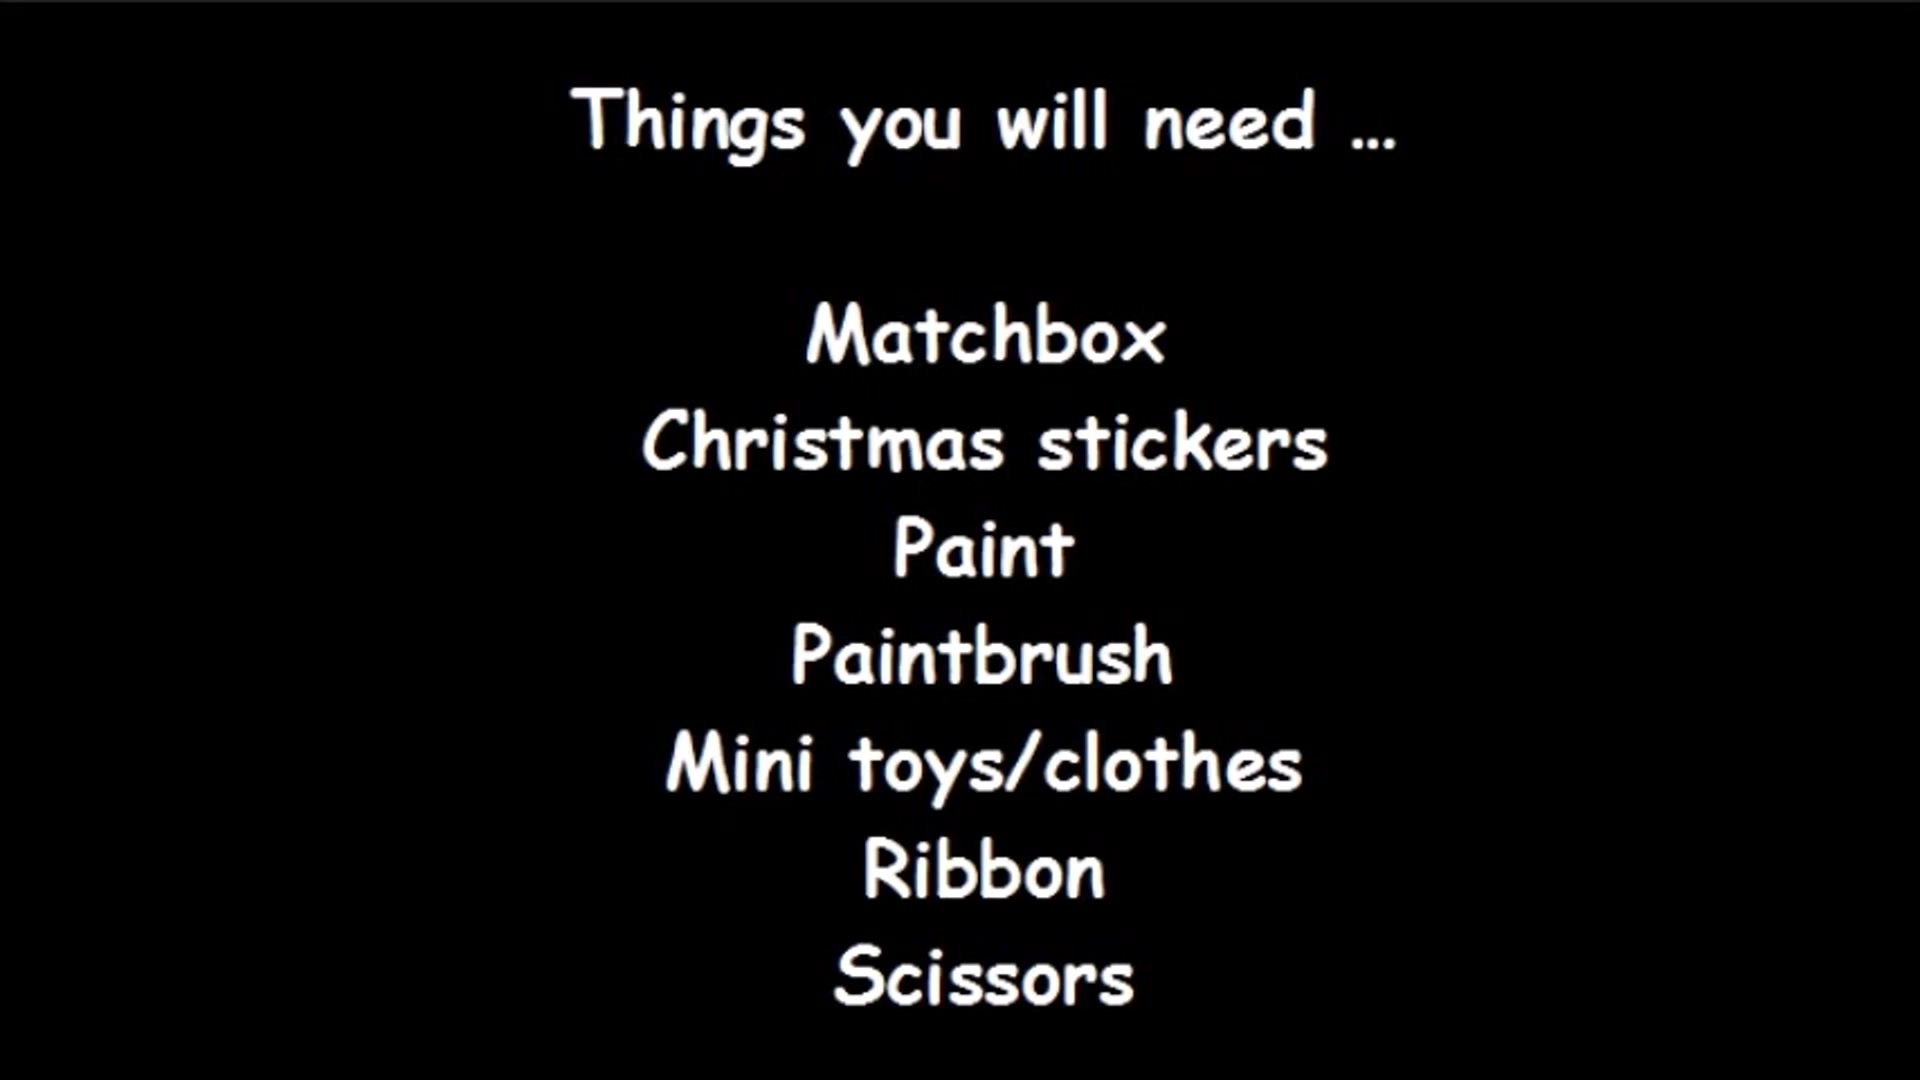 Things you will need ...
Matchbox
Christmas stickers
Paint
Paintbrush
Mini toys/clothes
Ribbon
Scissors